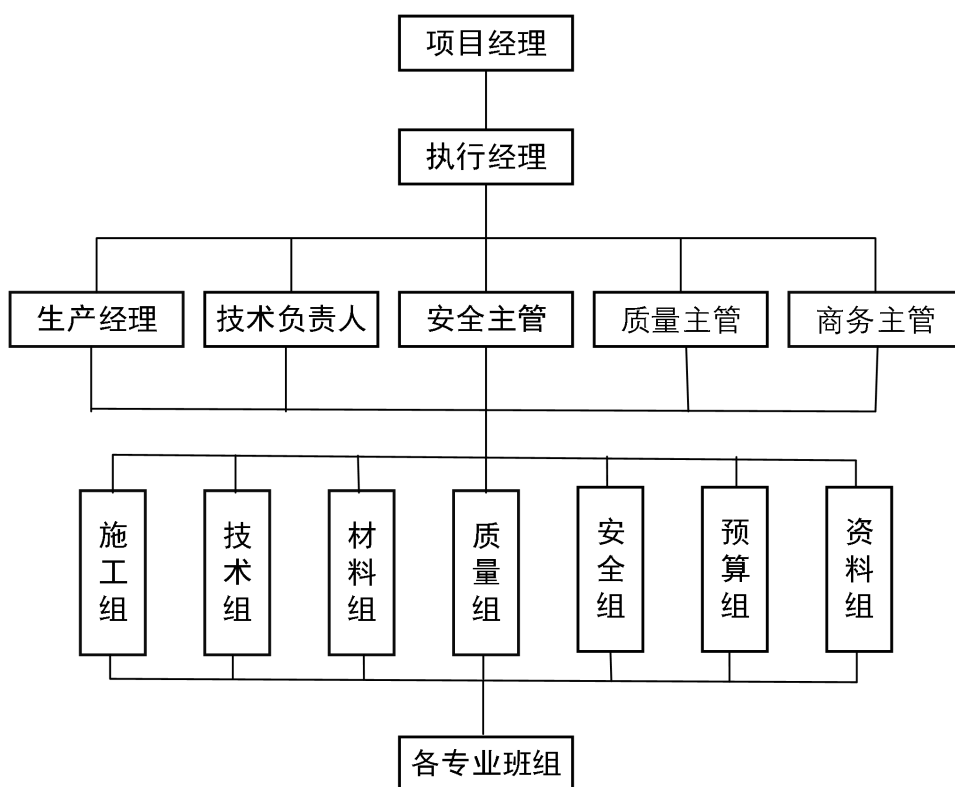 项目经理
执行经理
生产经理
技术负责人
安全主管
质量主管
商务主管
施工组
技术组
材料组
质量组
安全组
预算组
资料组
各专业班组